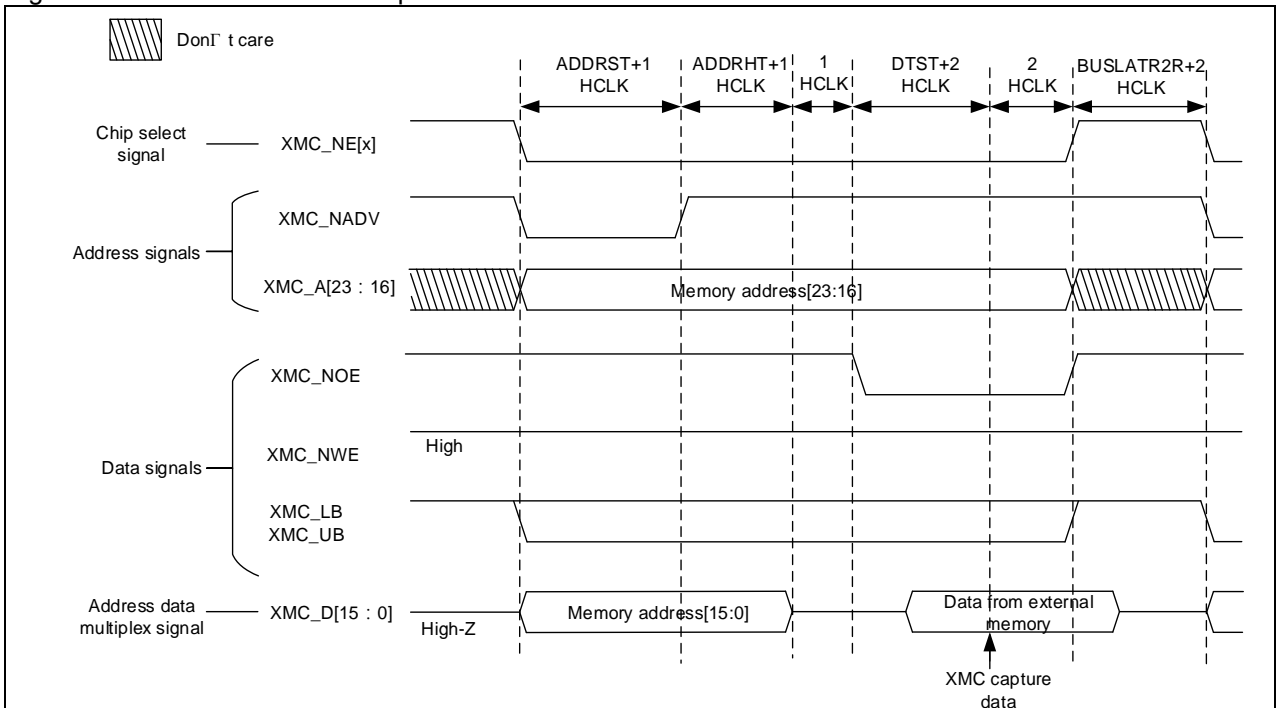 DonΓ t care
ADDRST+1
HCLK
ADDRHT+1
HCLK
1
HCLK
DTST+2
HCLK
2
HCLK
BUSLATR2R+2
HCLK
Chip select
signal
XMC_NE[x]
XMC_NADV
Address signals
XMC_A[23 : 16]
Memory address[23:16]
XMC_NOE
High
XMC_NWE
Data signals
XMC_LB
XMC_UB
Address data
multiplex signal
XMC_D[15 : 0]
High-Z
Memory address[15:0]
Data from external
memory
XMC capture
data